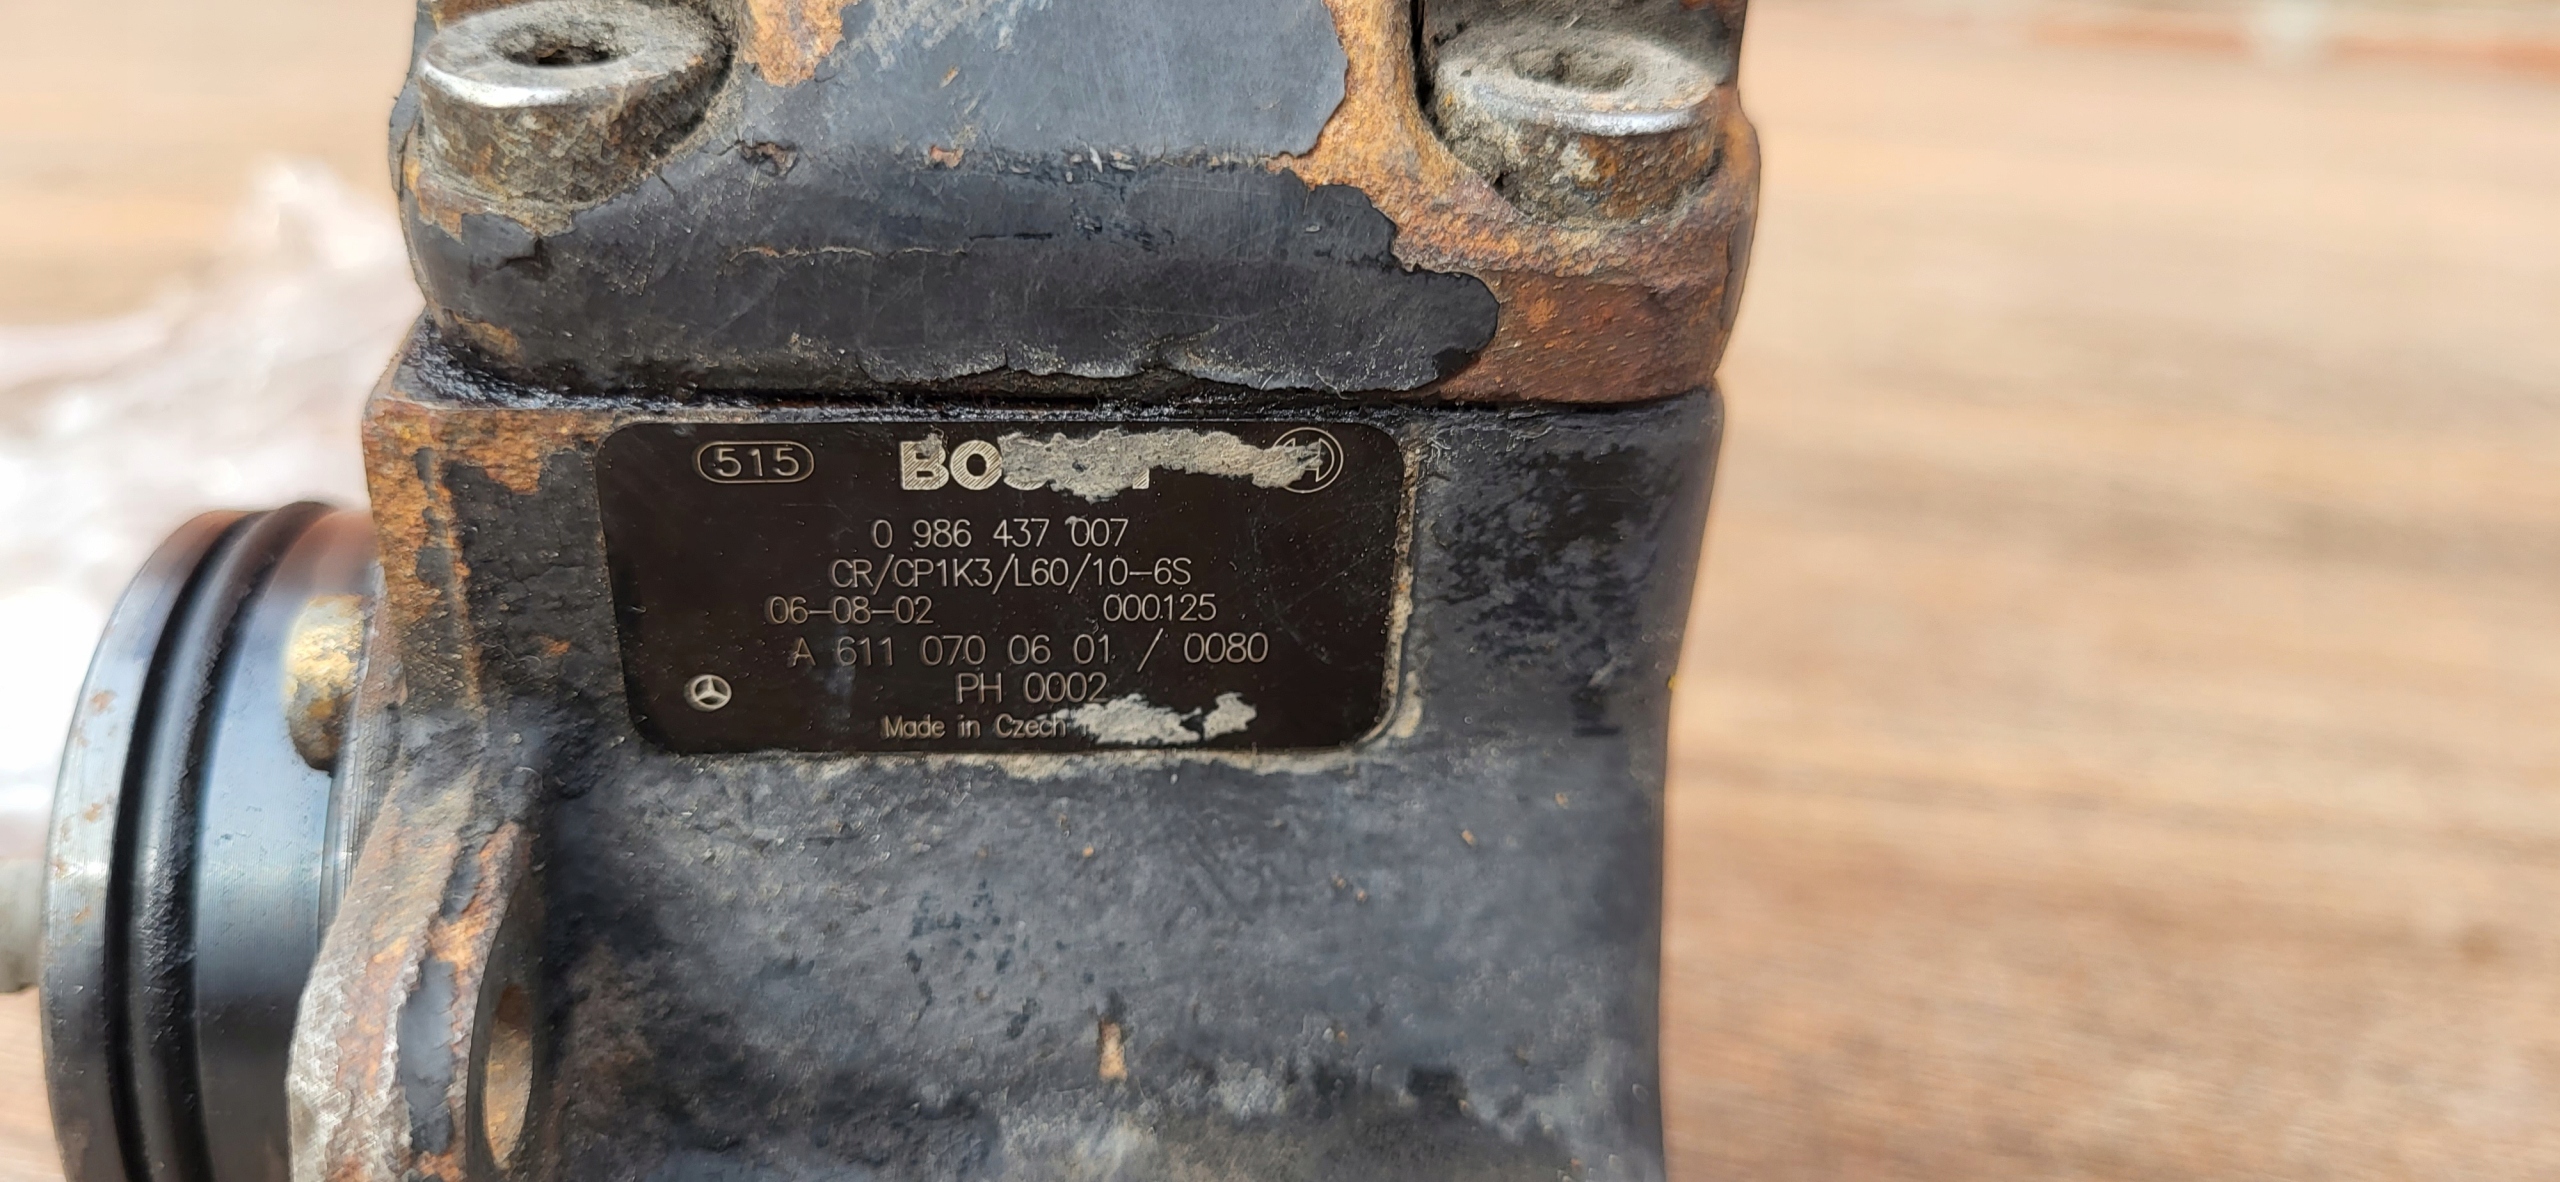 515
0 986 437 007
CR/CP1K3/L60/10-6S
06-08-02 000125
A 611 070 06 01 / 0080
PH 0002
Made in Czech